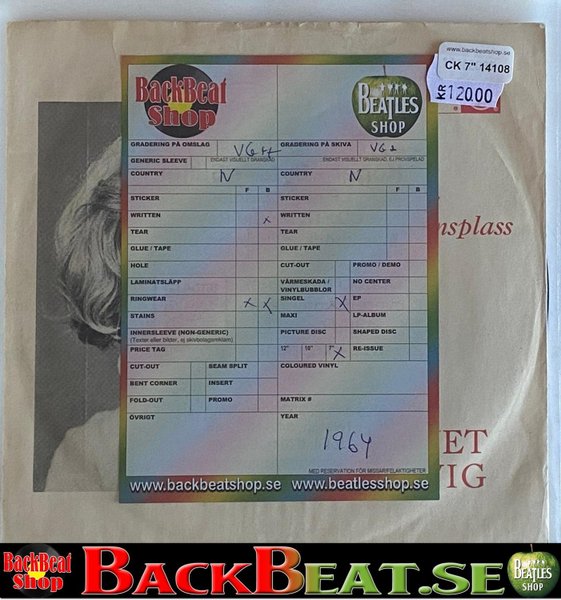 www.backbeatshop.se
CK 7" 14108
KR 120.00
BackBeat
Shop
BEATLES
SHOP
GRADERING PÅ OMSLAG VG++ GRADERING PÅ SKIVA
GENERIC SLEEVE ENDAST VISUELLT GRANSKAD, EJ PROVSPELAD
COUNTRY N COUNTRY N
F B F B
STICKER STICKER
WRITTEN x WRITTEN
TEAR TEAR
nsplass
GLUE / TAPE GLUE / TAPE
HOLE CUT-OUT PROMO / DEMO
LAMINATSLÄPP VÄRMESKADA / VINYLBUBBLOR NO CENTER
RINGWEAR x x SINGEL x EP
STAINS MAXI LP-ALBUM
INNERSLEEVE (NON-GENERIC) PICTURE DISC SHAPED DISC
(Texter eller bilder, ej skivbolagsreklam)
PRICE TAG 12" 10" 7" x RE-ISSUE
CUT-OUT SEAM SPLIT COLOURED VINYL
BENT CORNER INSERT
FOLD-OUT PROMO MATRIX #
ÖVRIGT YEAR
1964
ET
VIG
MED RESERVATION FÖR MISSAR/FELAKTIGHETER
www.backbeatshop.se www.beatlesshop.se
BackBeat
Shop
BACKBEAT.SE
BEATLES
SHOP